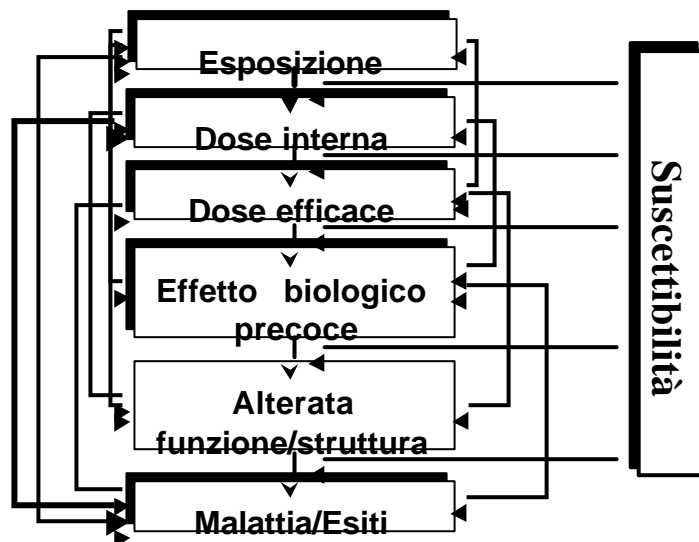 Esposizione
Dose interna
Dose efficace
Effetto biologico
precoce
Alterata
funzione/struttura
Malattia/Esiti
Suscettibilità